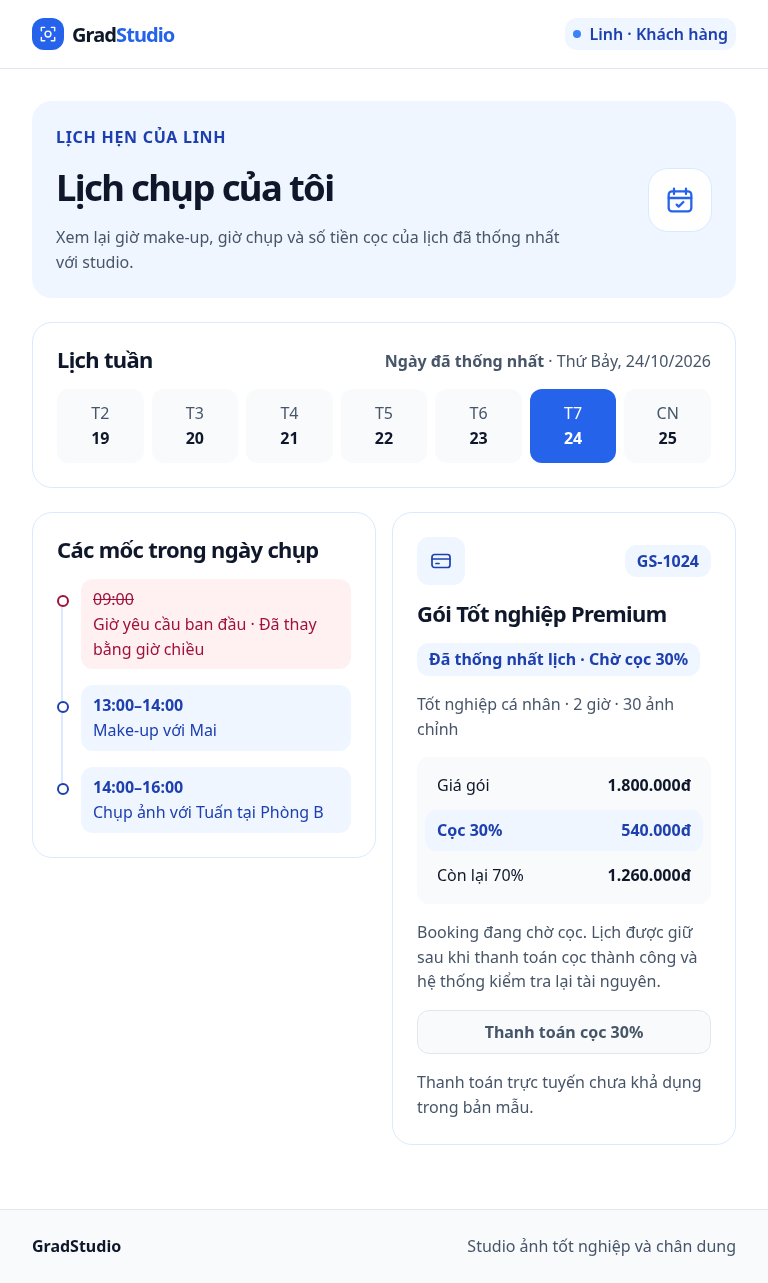 GradStudio
Linh · Khách hàng
LỊCH HẸN CỦA LINH
Lịch chụp của tôi
Xem lại giờ make-up, giờ chụp và số tiền cọc của lịch đã thống nhất
với studio.
Lịch tuần
Ngày đã thống nhất · Thứ Bảy, 24/10/2026
T2 T3 T4 T5 T6 T7 CN
19 20 21 22 23 24 25
Các mốc trong ngày chụp
09:00
Giờ yêu cầu ban đầu · Đã thay
bằng giờ chiều
13:00–14:00
Make-up với Mai
14:00–16:00
Chụp ảnh với Tuấn tại Phòng B
GS-1024
Gói Tốt nghiệp Premium
Đã thống nhất lịch · Chờ cọc 30%
Tốt nghiệp cá nhân · 2 giờ · 30 ảnh
chỉnh
Giá gói 1.800.000đ
Cọc 30% 540.000đ
Còn lại 70% 1.260.000đ
Booking đang chờ cọc. Lịch được giữ
sau khi thanh toán cọc thành công và
hệ thống kiểm tra lại tài nguyên.
Thanh toán cọc 30%
Thanh toán trực tuyến chưa khả dụng
trong bản mẫu.
GradStudio
Studio ảnh tốt nghiệp và chân dung